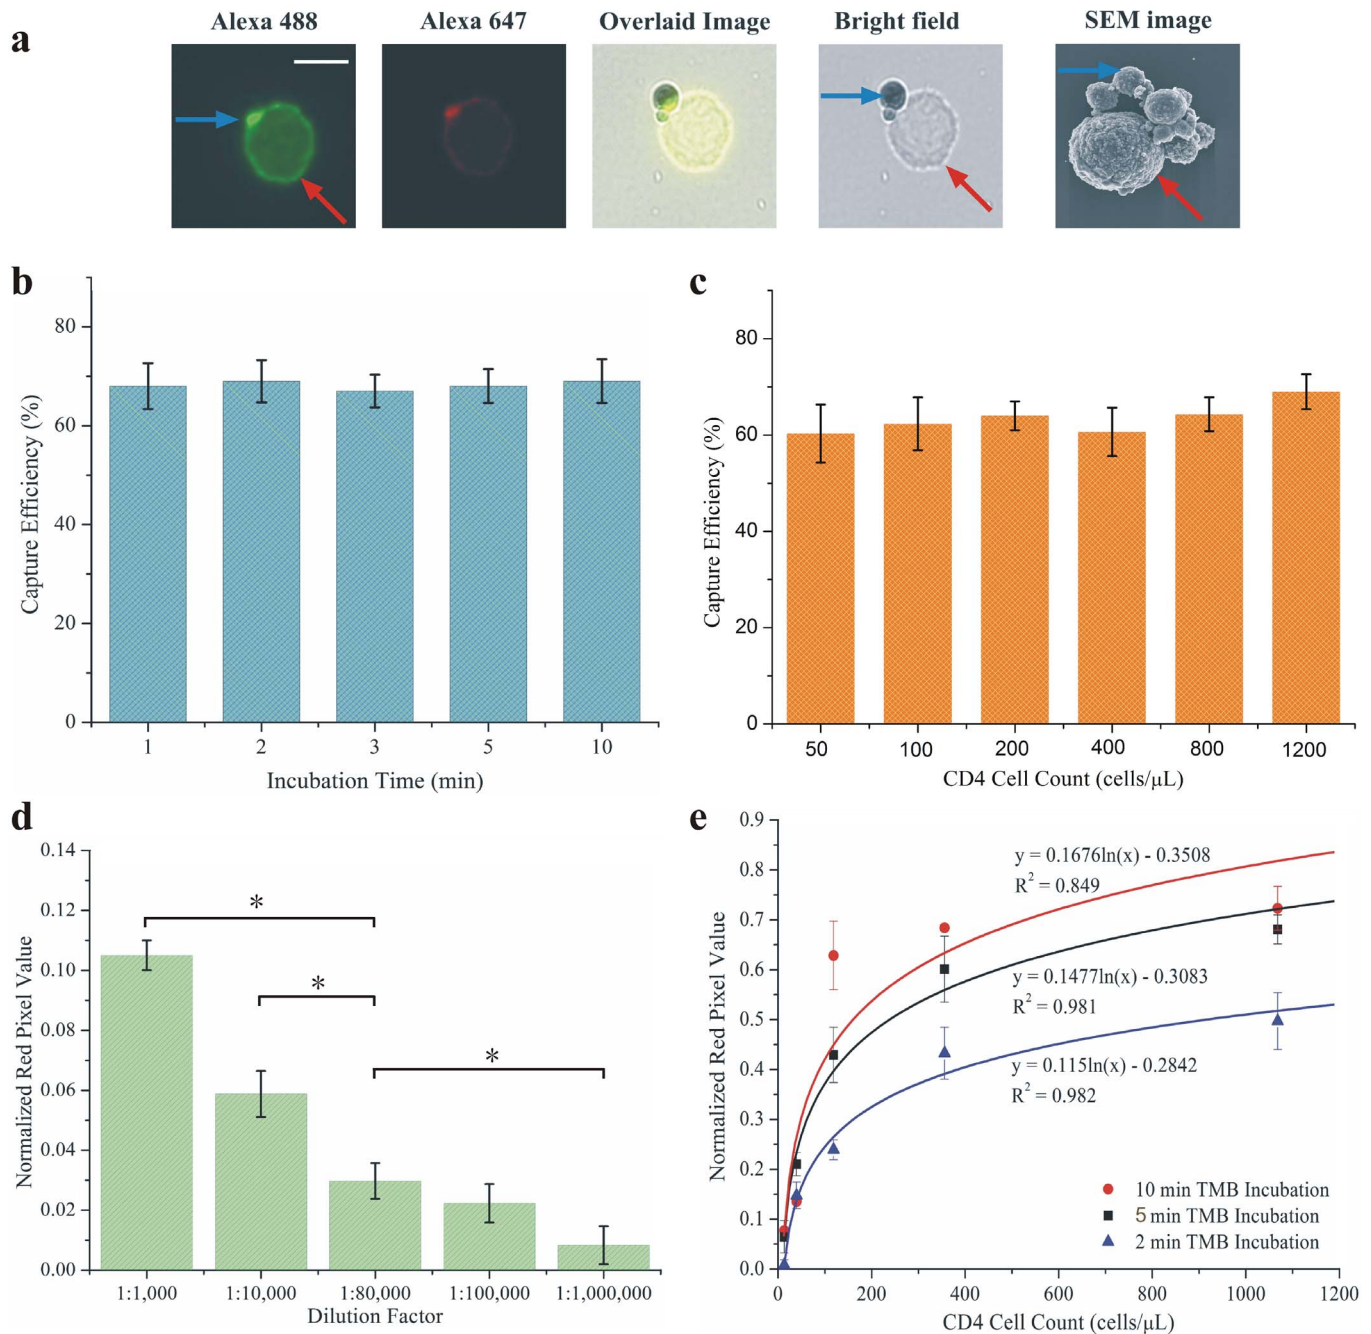 a
Alexa 488
Alexa 647
Overlaid Image
Bright field
SEM image
b
80
60
40
20
0
Capture Efficiency (%)
1
2
3
5
10
Incubation Time (min)
c
80
60
40
20
0
Capture Efficiency (%)
50
100
200
400
800
1200
CD4 Cell Count (cells/μL)
d
0.14
0.12
0.10
0.08
0.06
0.04
0.02
0.00
Normalized Red Pixel Value
*
*
*
1:1,000
1:10,000
1:80,000
1:100,000
1:1,000,000
Dilution Factor
e
0.9
0.8
0.7
0.6
0.5
0.4
0.3
0.2
0.1
0.0
Normalized Red Pixel Value
y = 0.1676ln(x) - 0.3508
R² = 0.849
y = 0.1477ln(x) - 0.3083
R² = 0.981
y = 0.115ln(x) - 0.2842
R² = 0.982
10 min TMB Incubation
5 min TMB Incubation
2 min TMB Incubation
0
200
400
600
800
1000
1200
CD4 Cell Count (cells/μL)